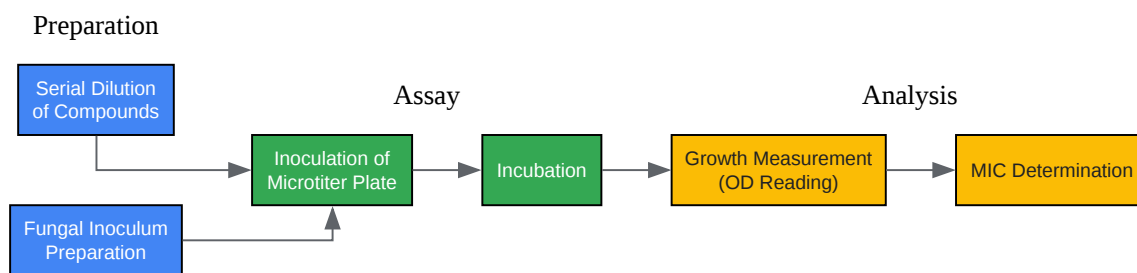 Preparation
Serial Dilution
of Compounds
Fungal Inoculum
Preparation
Assay
Inoculation of
Microtiter Plate
Incubation
Analysis
Growth Measurement
(OD Reading)
MIC Determination